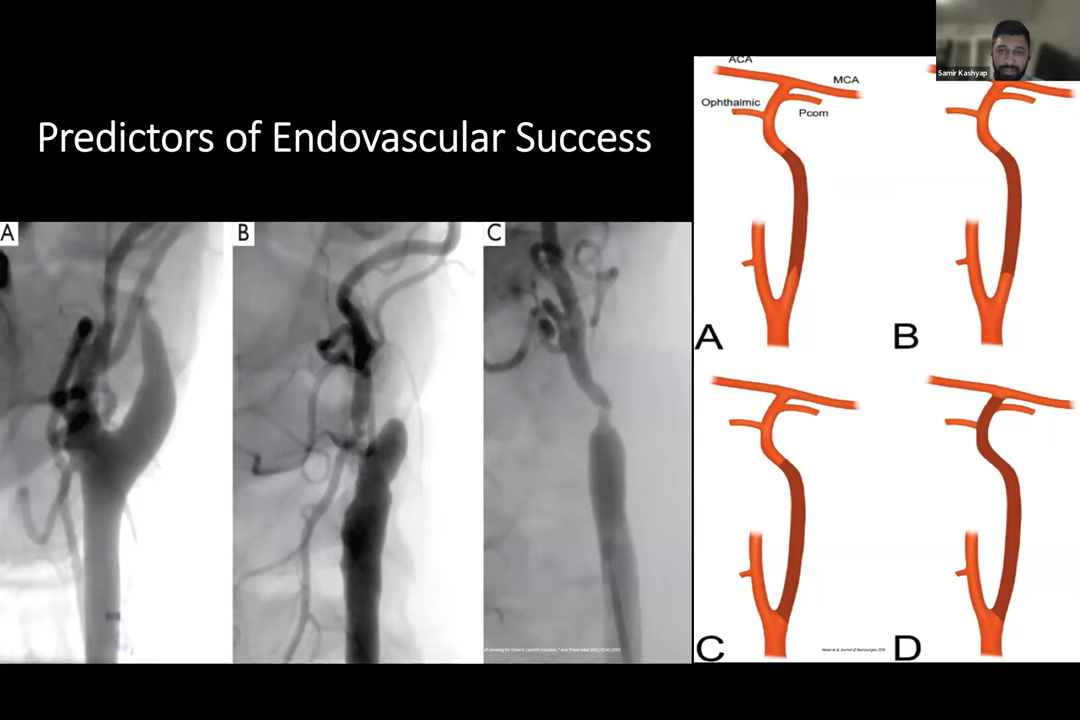 Samir Kashyap
Predictors of Endovascular Success
A
B
C
ACA
MCA
Ophthalmic
Pcom
A
B
C
D